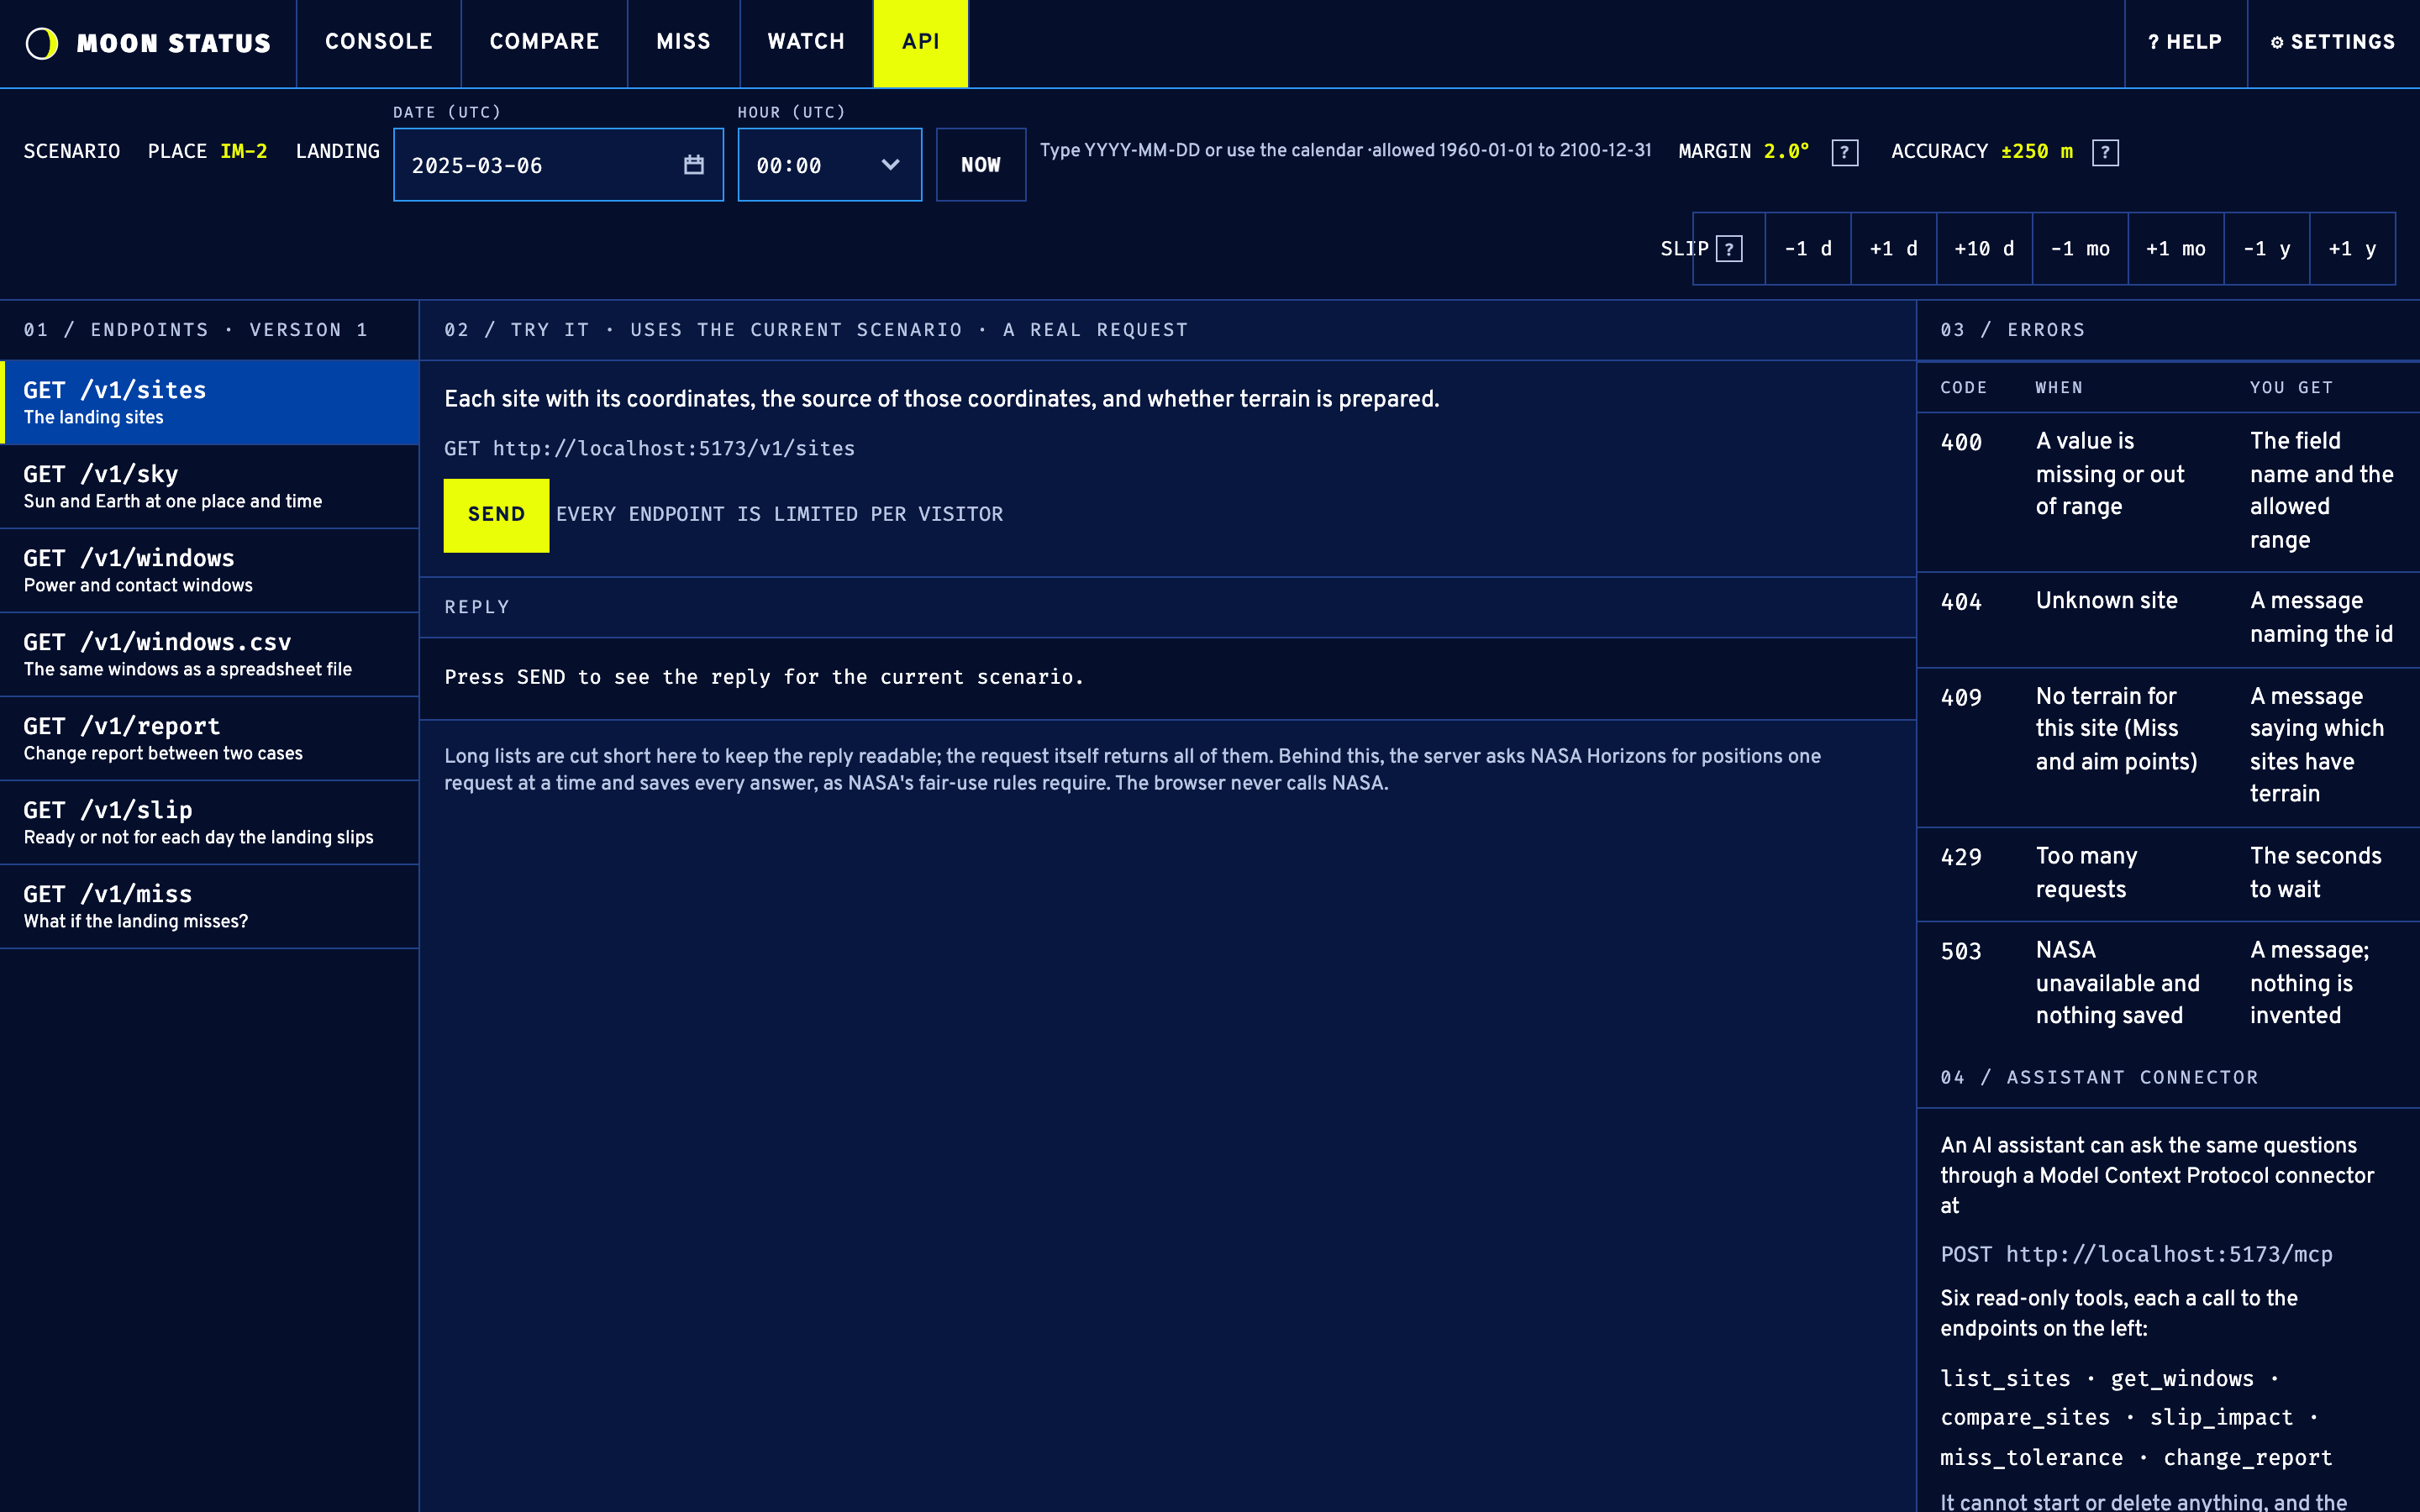 MOON STATUS
CONSOLE
COMPARE
MISS
WATCH
API
? HELP
⚙ SETTINGS
SCENARIO
PLACE IM-2
LANDING
DATE (UTC)
2025-03-06
HOUR (UTC)
00:00
NOW
Type YYYY-MM-DD or use the calendar ·allowed 1960-01-01 to 2100-12-31
MARGIN 2.0° ?
ACCURACY ±250 m ?
SLIP ?
-1 d
+1 d
+10 d
-1 mo
+1 mo
-1 y
+1 y
01 / ENDPOINTS · VERSION 1
GET /v1/sites
The landing sites
GET /v1/sky
Sun and Earth at one place and time
GET /v1/windows
Power and contact windows
GET /v1/windows.csv
The same windows as a spreadsheet file
GET /v1/report
Change report between two cases
GET /v1/slip
Ready or not for each day the landing slips
GET /v1/miss
What if the landing misses?
02 / TRY IT · USES THE CURRENT SCENARIO · A REAL REQUEST
Each site with its coordinates, the source of those coordinates, and whether terrain is prepared.
GET http://localhost:5173/v1/sites
SEND
EVERY ENDPOINT IS LIMITED PER VISITOR
REPLY
Press SEND to see the reply for the current scenario.
Long lists are cut short here to keep the reply readable; the request itself returns all of them. Behind this, the server asks NASA Horizons for positions one
request at a time and saves every answer, as NASA's fair-use rules require. The browser never calls NASA.
03 / ERRORS
CODE
WHEN
YOU GET
400
A value is
missing or out
of range
The field
name and the
allowed
range
404
Unknown site
A message
naming the id
409
No terrain for
this site (Miss
and aim points)
A message
saying which
sites have
terrain
429
Too many
requests
The seconds
to wait
503
NASA
unavailable and
nothing saved
A message;
nothing is
invented
04 / ASSISTANT CONNECTOR
An AI assistant can ask the same questions
through a Model Context Protocol connector
at
POST http://localhost:5173/mcp
Six read-only tools, each a call to the
endpoints on the left:
list_sites · get_windows ·
compare_sites · slip_impact ·
miss_tolerance · change_report
It cannot start or delete anything, and the